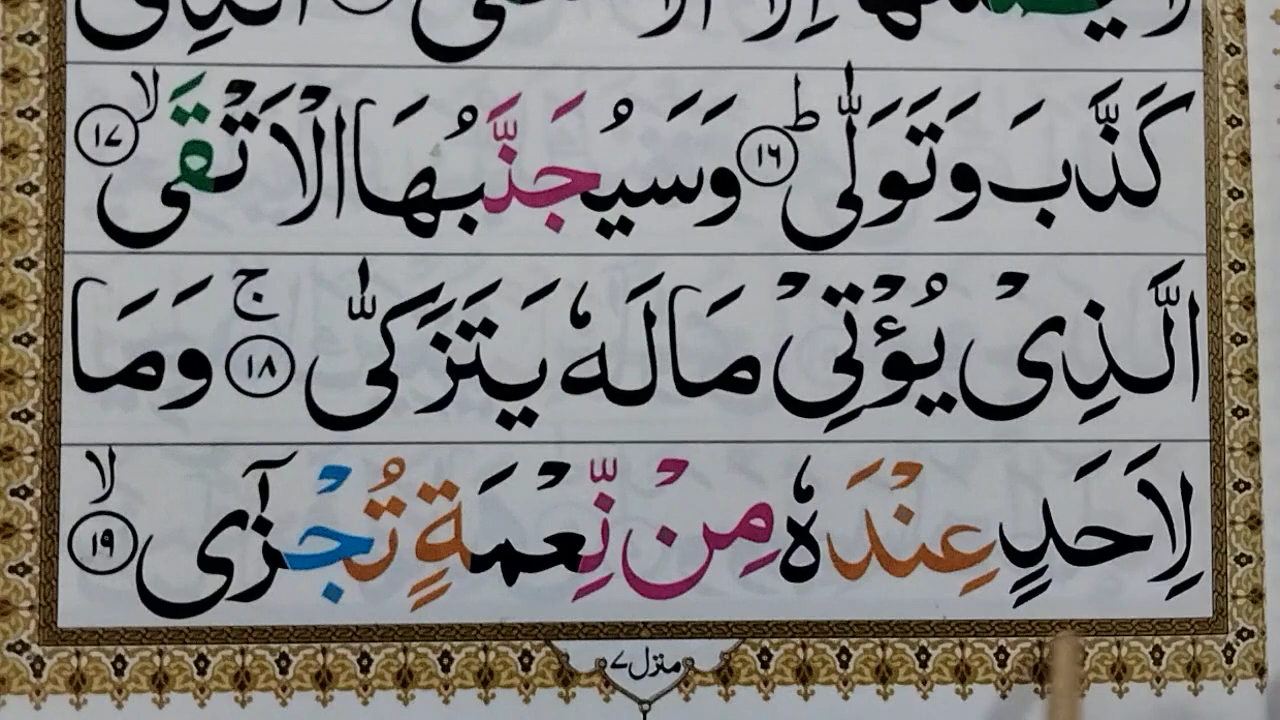 كَذَّبَ وَتَوَلّٰى ؕ ١٦ وَسَيُجَنَّبُهَا الْاَتْقَى ۙ ١٧
الَّذِىْ يُؤْتِىْ مَالَهٗ يَتَزَكّٰى ۚ ١٨ وَمَا
لِاَحَدٍ عِنْدَهٗ مِنْ نِّعْمَةٍ تُجْزٰٓى ۙ ١٩
منزل ٧